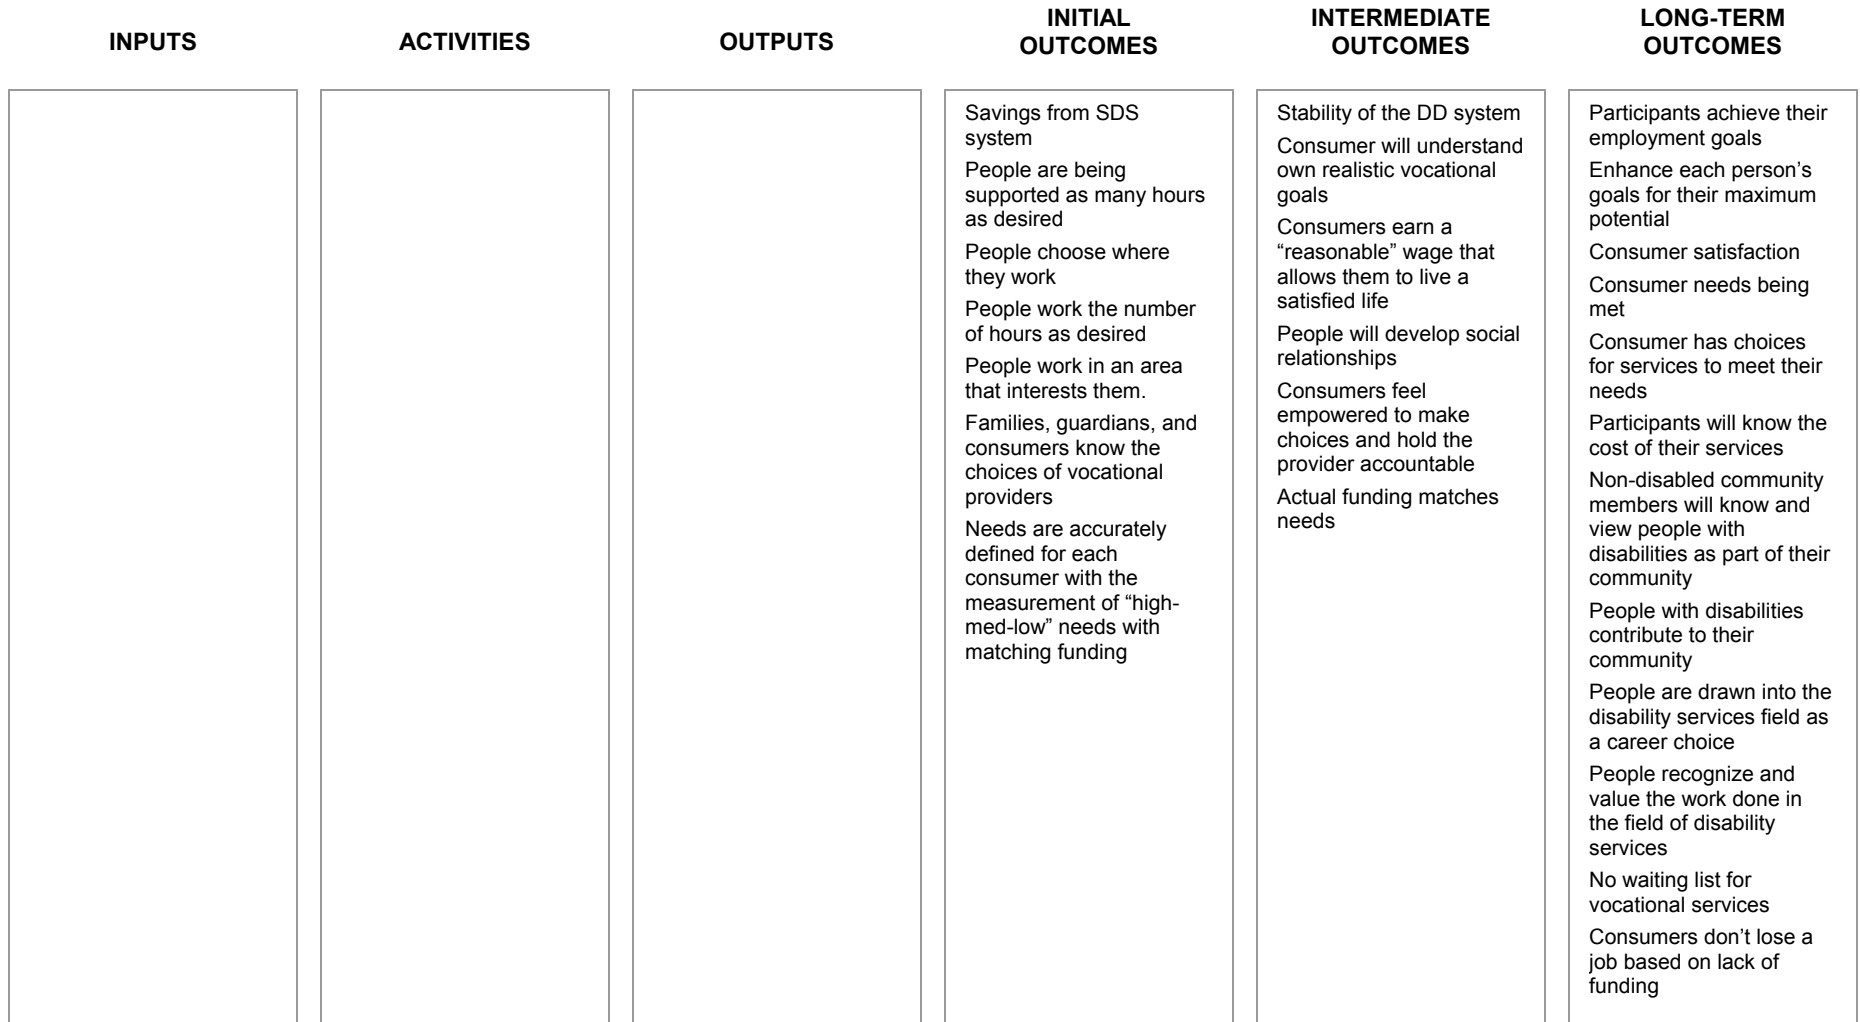 INPUTS
ACTIVITIES
OUTPUTS
INITIAL
OUTCOMES
INTERMEDIATE
OUTCOMES
LONG-TERM
OUTCOMES
Savings from SDS
system
People are being
supported as many hours
as desired
People choose where
they work
People work the number
of hours as desired
People work in an area
that interests them.
Families, guardians, and
consumers know the
choices of vocational
providers
Needs are accurately
defined for each
consumer with the
measurement of “high-
med-low” needs with
matching funding
Stability of the DD system
Consumer will understand
own realistic vocational
goals
Consumers earn a
“reasonable” wage that
allows them to live a
satisfied life
People will develop social
relationships
Consumers feel
empowered to make
choices and hold the
provider accountable
Actual funding matches
needs
Participants achieve their
employment goals
Enhance each person’s
goals for their maximum
potential
Consumer satisfaction
Consumer needs being
met
Consumer has choices
for services to meet their
needs
Participants will know the
cost of their services
Non-disabled community
members will know and
view people with
disabilities as part of their
community
People with disabilities
contribute to their
community
People are drawn into the
disability services field as
a career choice
People recognize and
value the work done in
the field of disability
services
No waiting list for
vocational services
Consumers don’t lose a
job based on lack of
funding